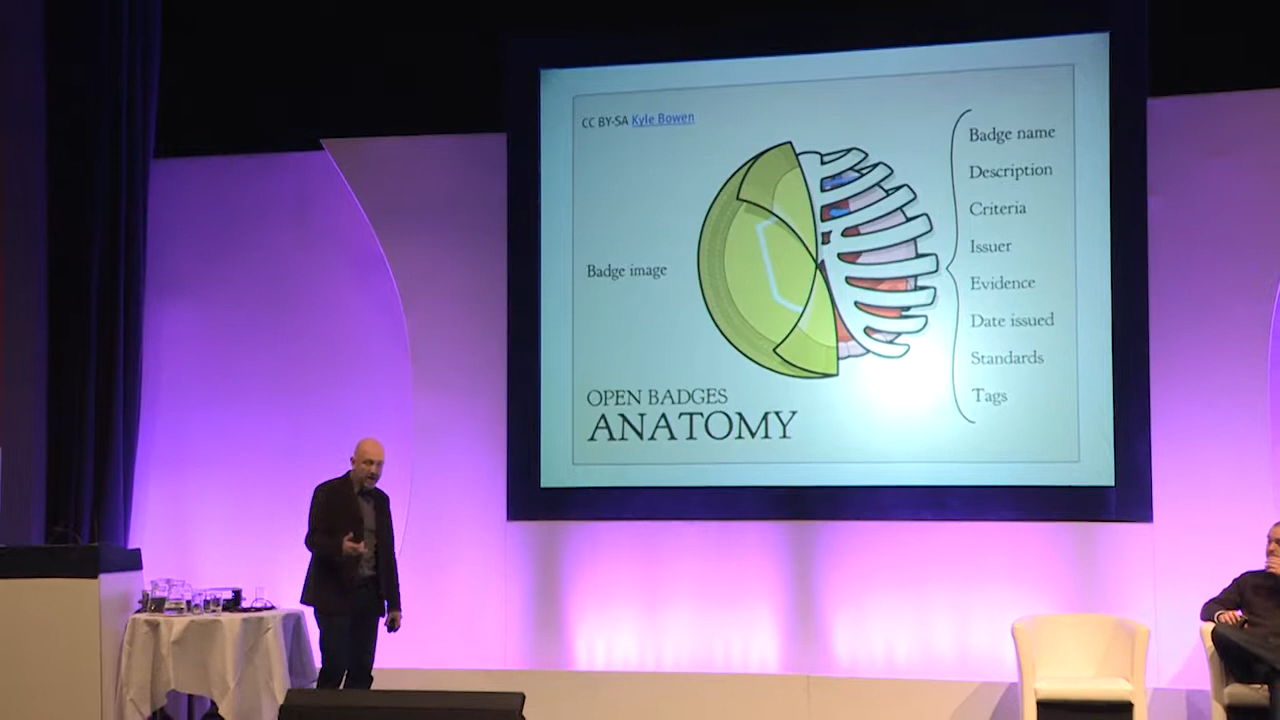 CC BY-SA Kyle Bowen
Badge image
OPEN BADGES
ANATOMY
Badge name
Description
Criteria
Issuer
Evidence
Date issued
Standards
Tags